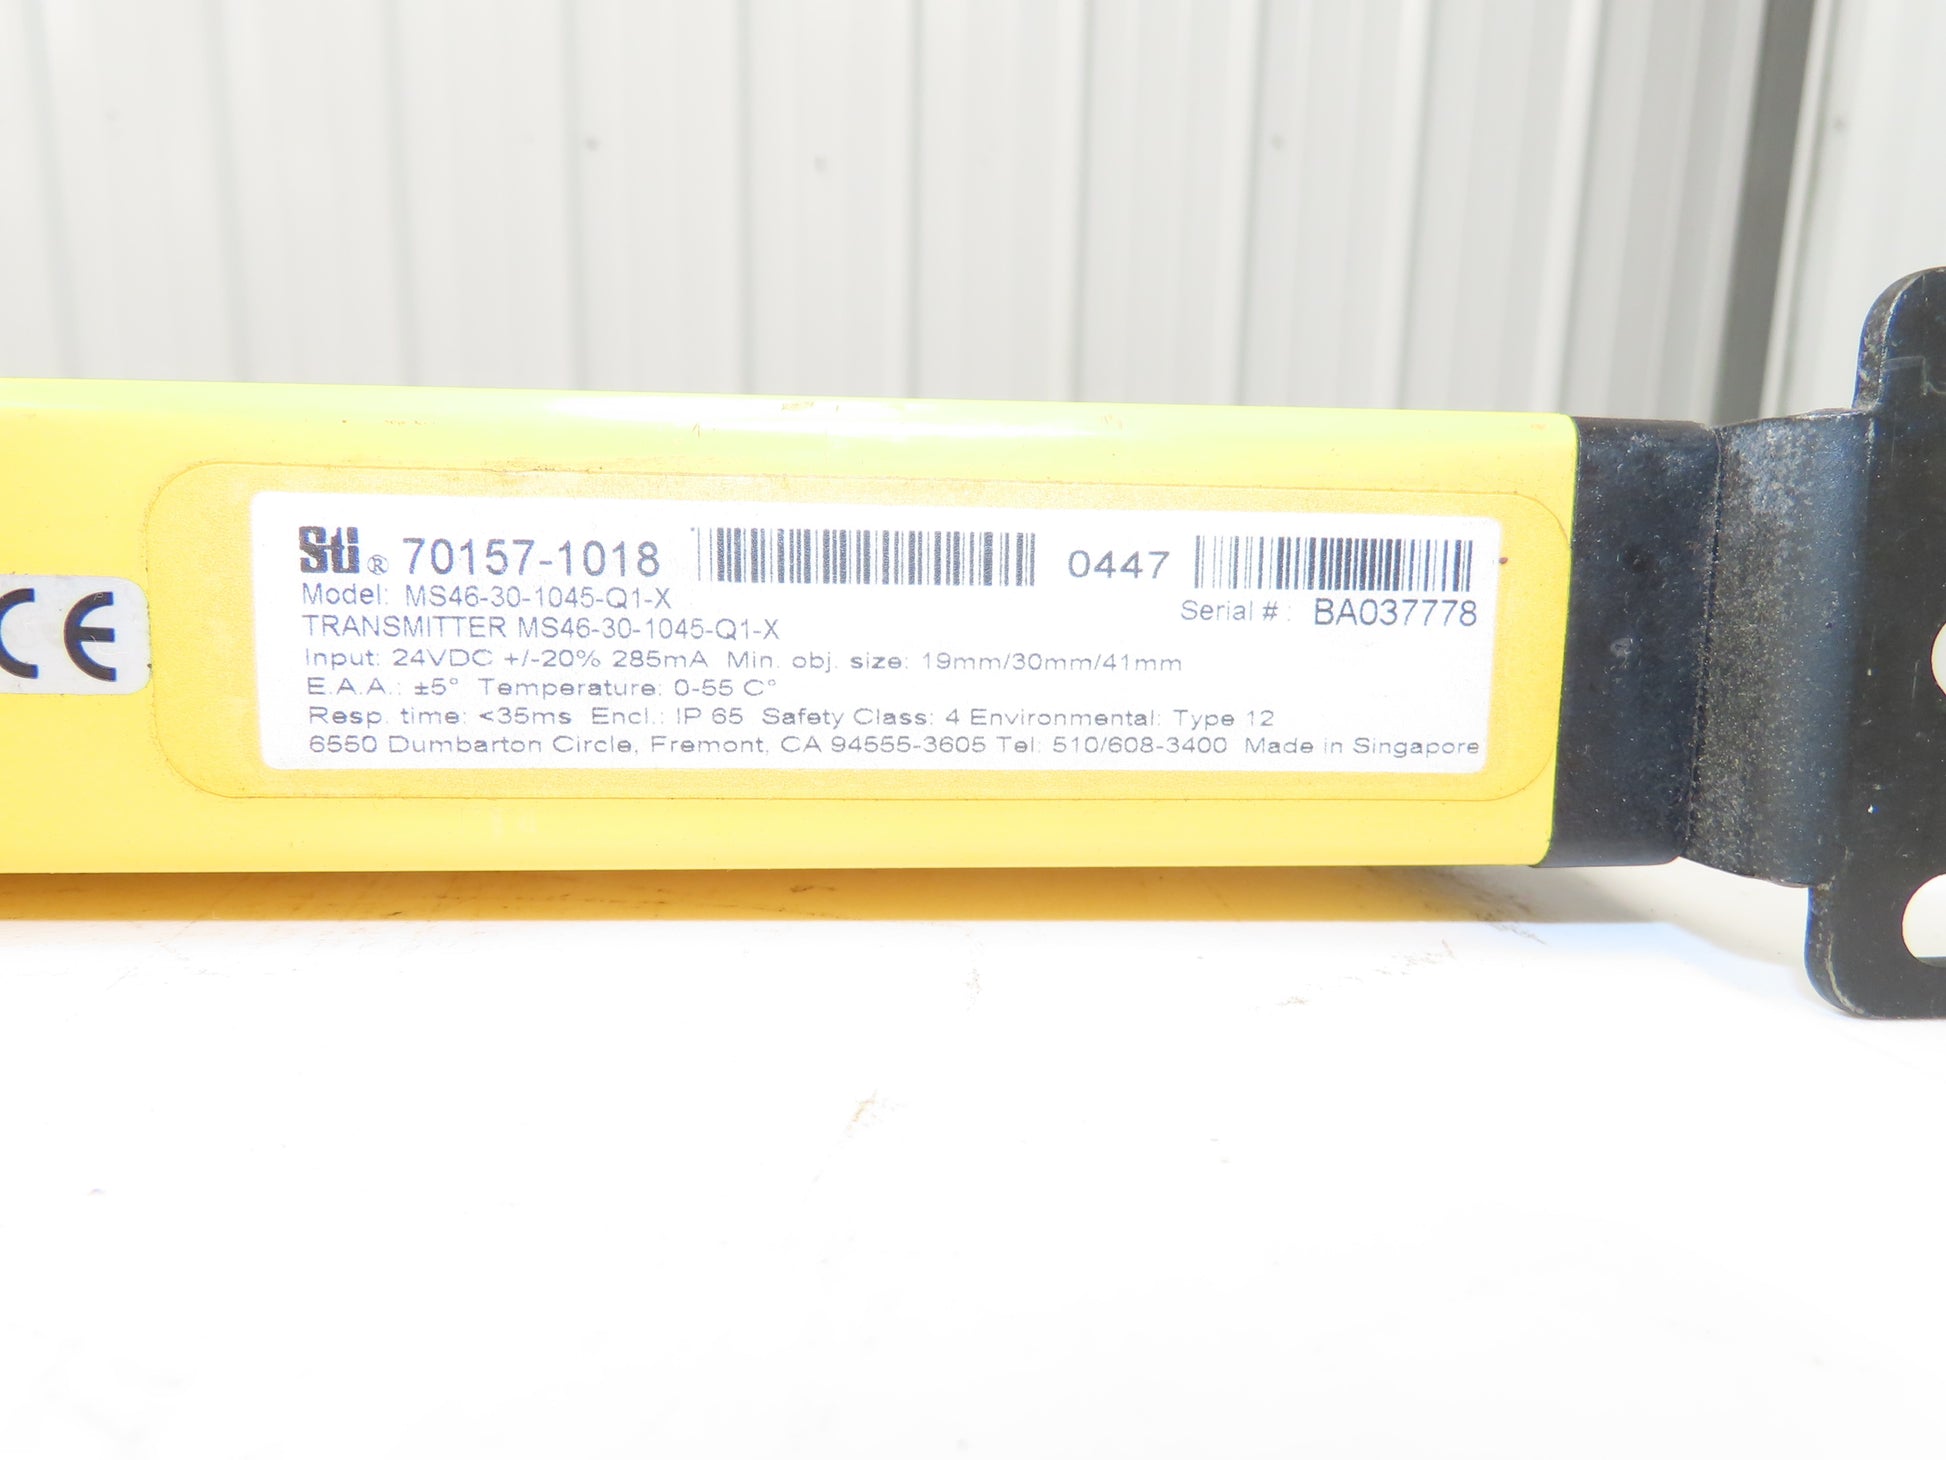 CE
Sti® 70157-1018 0447
Model: MS46-30-1045-Q1-X Serial #: BA037778
TRANSMITTER MS46-30-1045-Q1-X
Input: 24VDC +/-20% 285mA Min. obj. size: 19mm/30mm/41mm
E.A.A.: ±5° Temperature: 0-55 C°
Resp. time: <35ms Encl.: IP 65 Safety Class: 4 Environmental: Type 12
6550 Dumbarton Circle, Fremont, CA 94555-3605 Tel: 510/608-3400 Made in Singapore